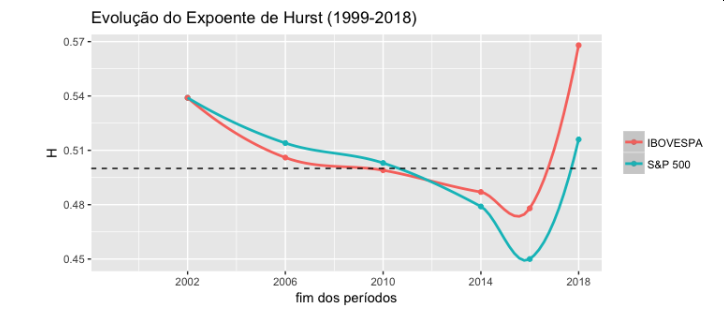 Evolução do Expoente de Hurst (1999-2018)
0.57
0.54
0.51
0.48
0.45
H
2002 2006 2010 2014 2018
fim dos períodos
IBOVESPA
S&P 500